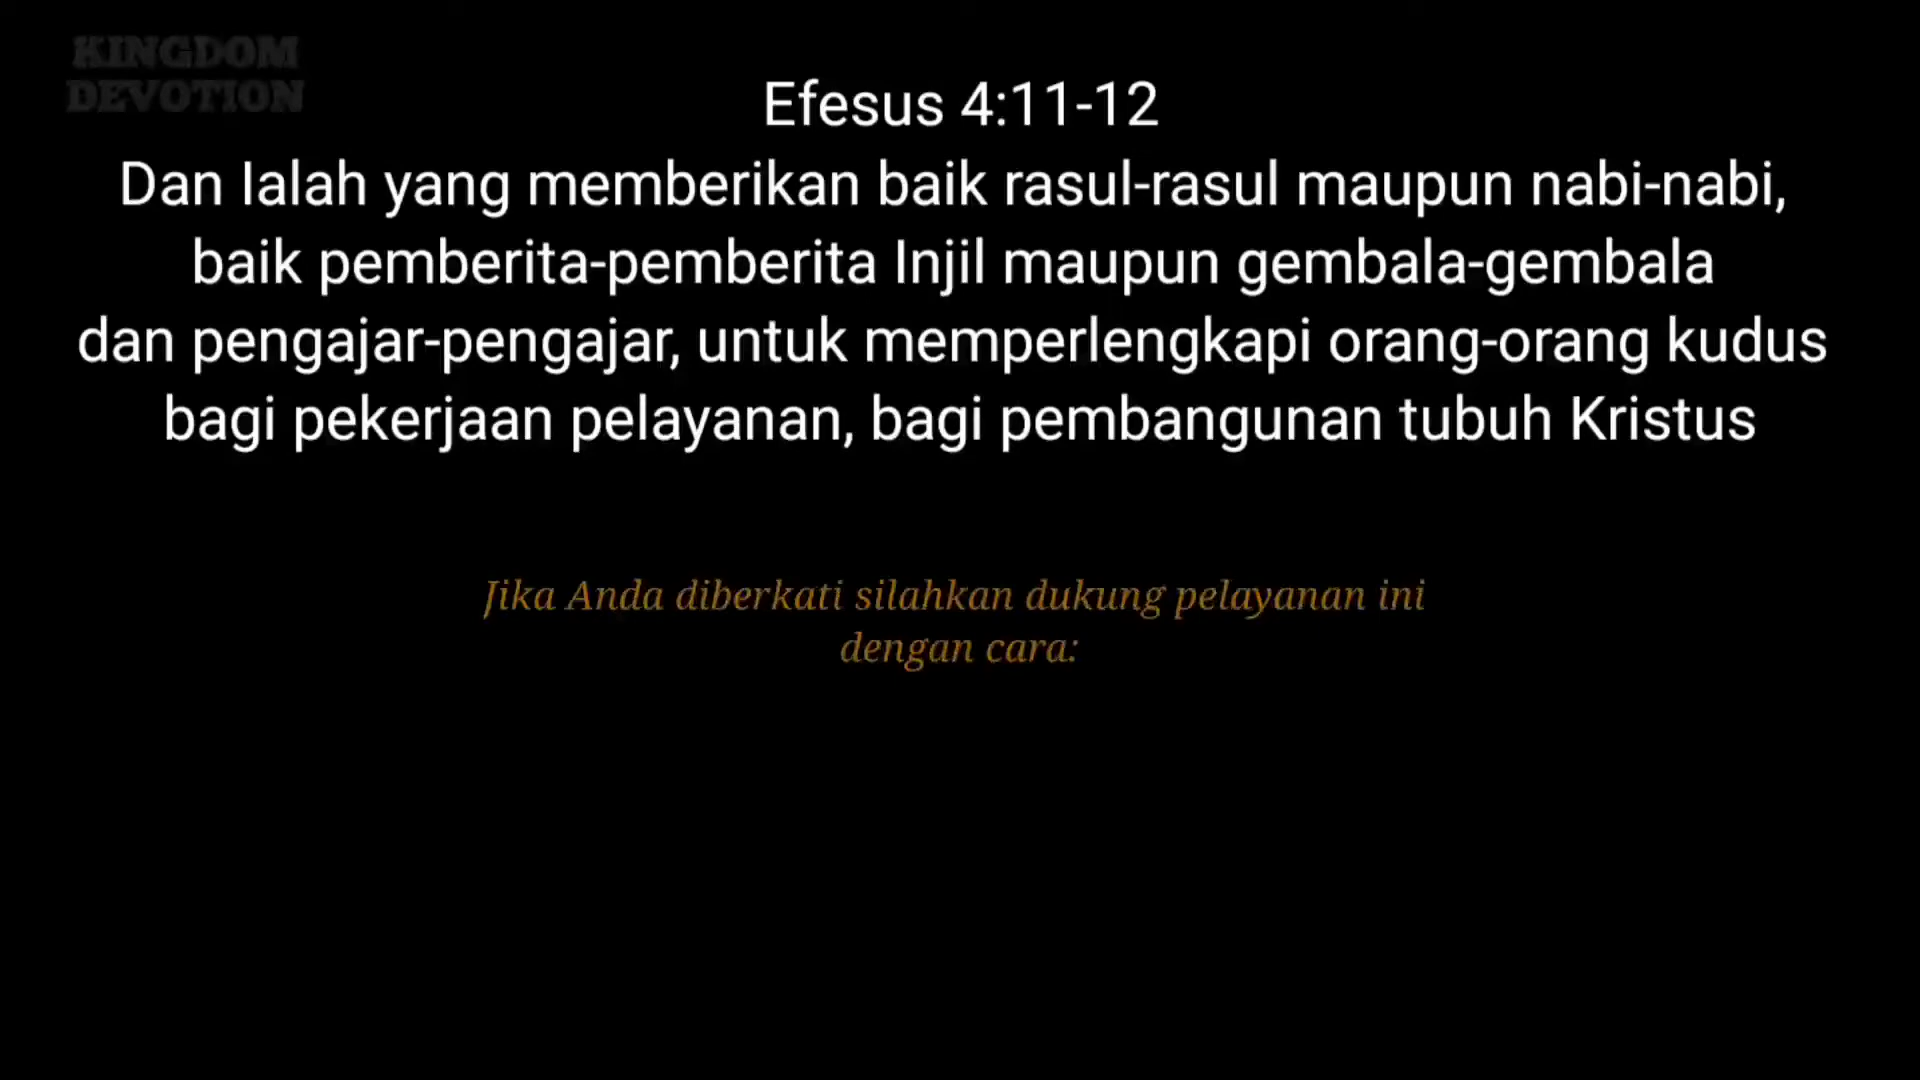 KINGDOM
DEVOTION
Efesus 4:11-12
Dan Ialah yang memberikan baik rasul-rasul maupun nabi-nabi,
baik pemberita-pemberita Injil maupun gembala-gembala
dan pengajar-pengajar, untuk memperlengkapi orang-orang kudus
bagi pekerjaan pelayanan, bagi pembangunan tubuh Kristus
Jika Anda diberkati silahkan dukung pelayanan ini
dengan cara: